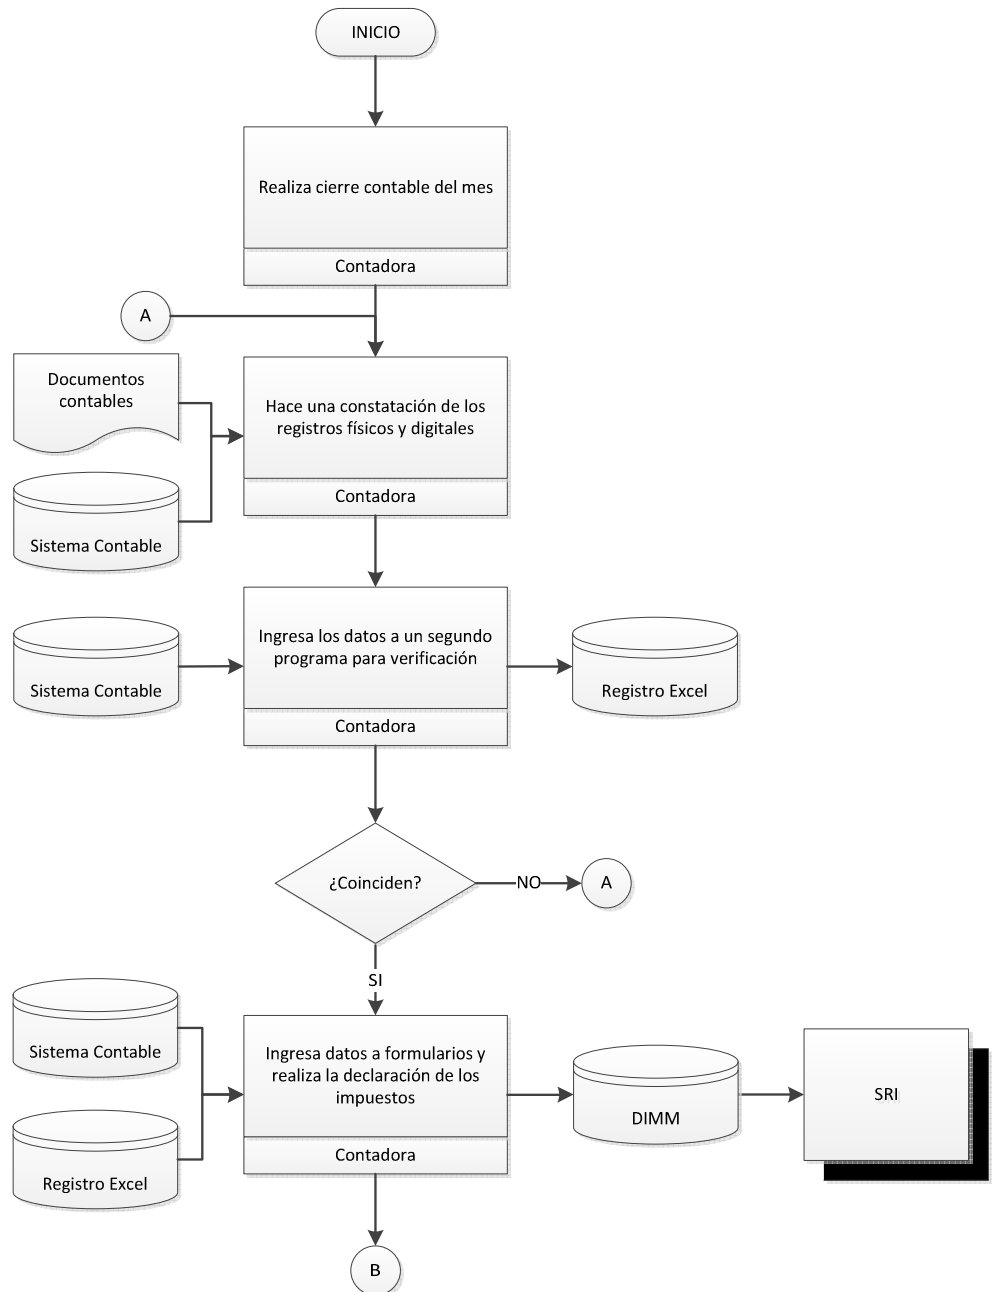 INICIO
Realiza cierre contable del mes
Contadora
A
Documentos
contables
Hace una constatación de los
registros físicos y digitales
Contadora
Sistema Contable
Sistema Contable
Ingresa los datos a un segundo
programa para verificación
Contadora
Registro Excel
¿Coinciden?
NO
A
SI
Sistema Contable
Registro Excel
Ingresa datos a formularios y
realiza la declaración de los
impuestos
Contadora
DIMM
SRI
B